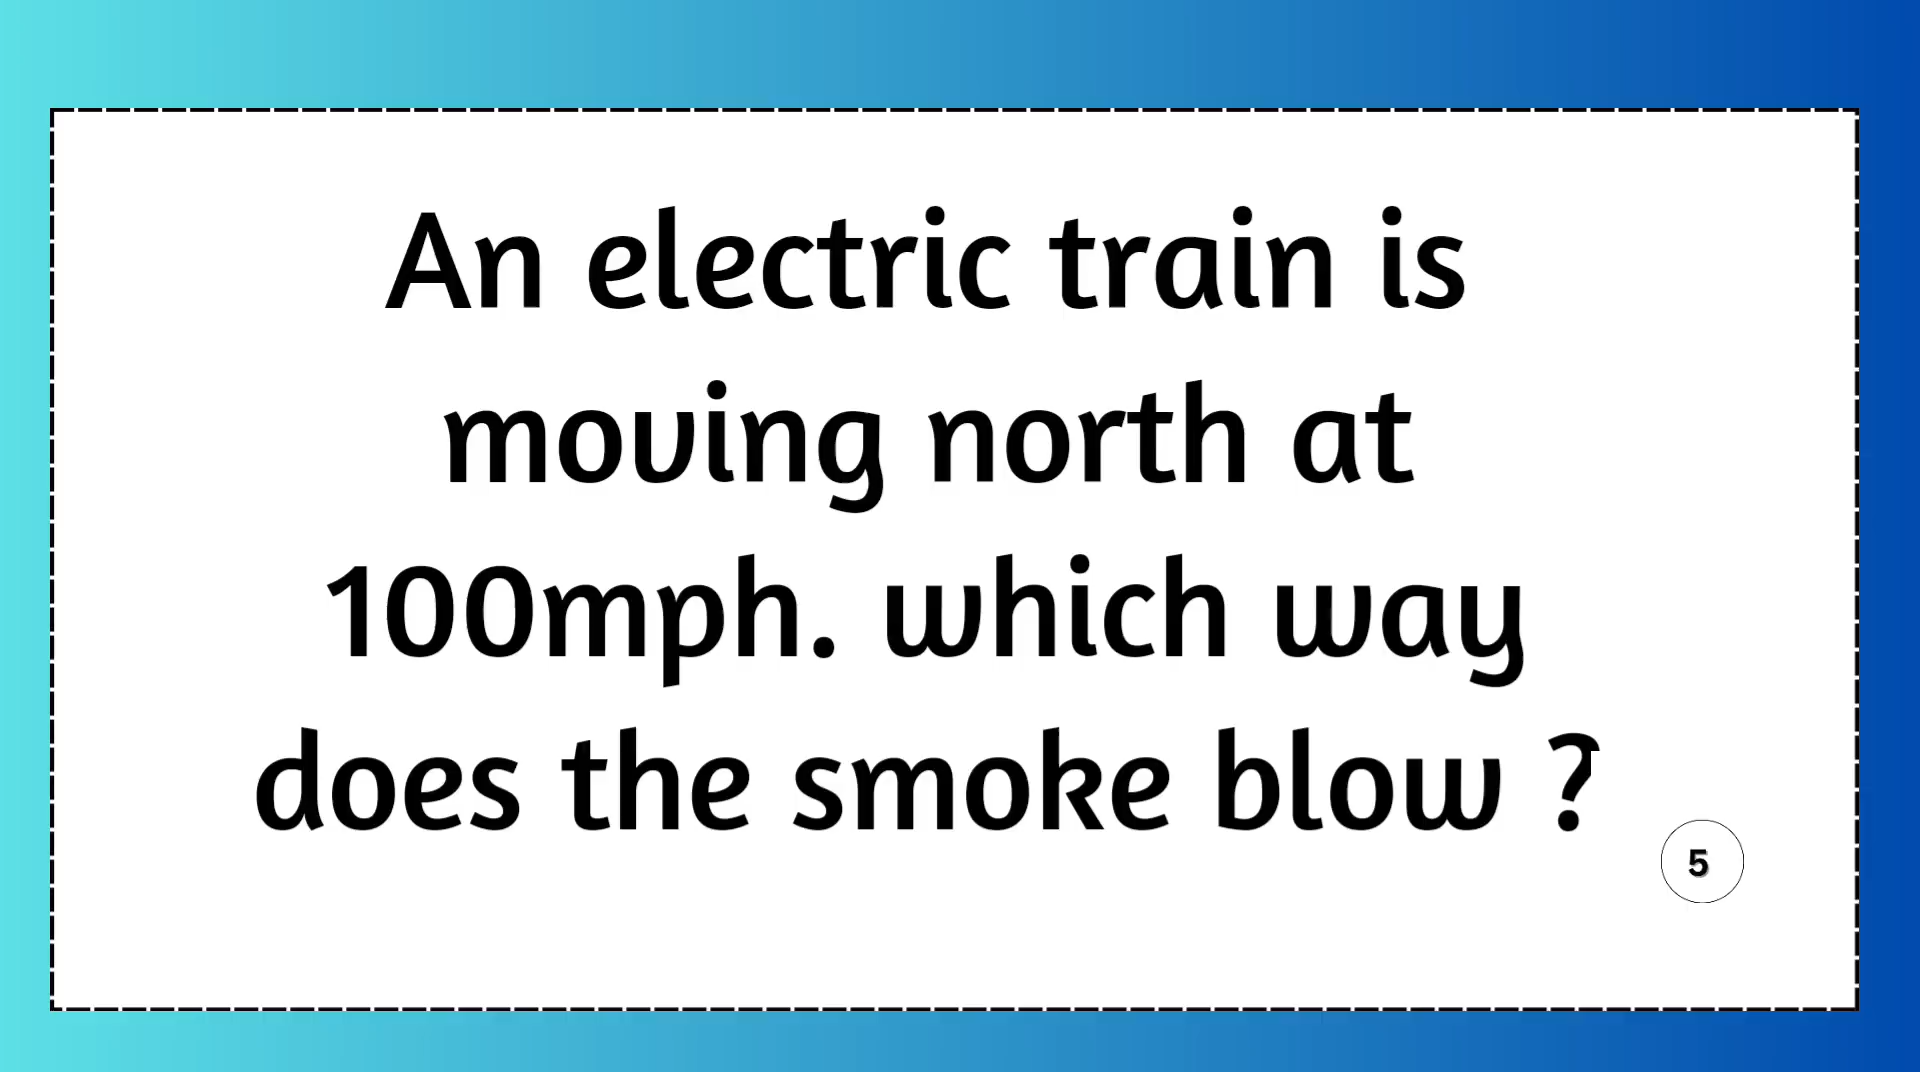 An electric train is
moving north at
100mph. which way
does the smoke blow ?
5